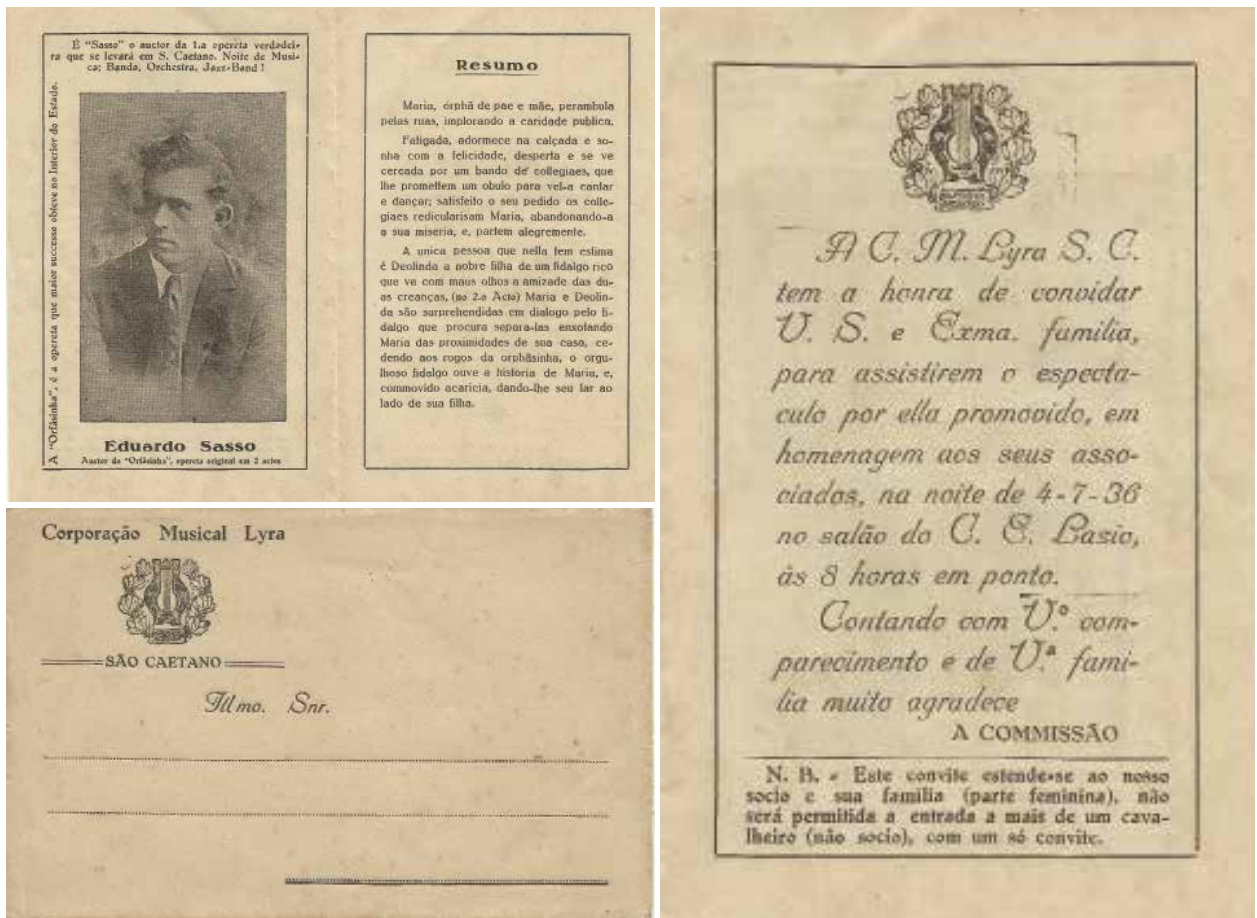 É "Sasso" o auctor da 1.a opereta verdadei-
ra que se levará em S. Caetano. Noite de Musi-
ca; Banda, Orchestra, Jazz-Band !
A "Orfãsinha", é a opereta que maior successo obteve no Interior do Estado.
Eduardo Sasso
Auctor da "Orfãsinha", opereta original em 2 actos
Resumo
Maria, orphã de pae e mãe, perambula
pelas ruas, implorando a caridade publica.
Fatigada, adormece na calçada e so-
nha com a felicidade, desperta e se ve
cercada por um bando de collegiaes, que
lhe promettem um obulo para vel-a cantar
e dançar; satisfeito o seu pedido os colle-
giaes redicularisam Maria, abandonando-a
a sua miseria, e, partem alegremente.
A unica pessoa que nella tem estima
é Deolinda a nobre filha de um fidalgo rico
que ve com maus olhos a amizade das du-
as creanças, (no 2.o Acto) Maria e Deolin-
da são surprehendidas em dialogo pelo fi-
dalgo que procura separa-las enxotando
Maria das proximidades de sua casa, ce-
dendo aos rogos da orphãsinha, o orgu-
lhoso fidalgo ouve a historia de Maria, e,
commovido acaricia, dando-lhe seu lar ao
lado de sua filha.
Corporação Musical Lyra
SÃO CAETANO
Illmo. Snr.
A C. M. Lyra S. C.
tem a honra de convidar
V. S. e Exma. familia,
para assistirem o especta-
culo por ella promovido, em
homenagem aos seus asso-
ciados, na noite de 4-7-36
no salão do C. E. Lasio,
ás 8 horas em ponto.
Contando com V.º com-
parecimento e de V.ª fami-
lia muito agradece
A COMMISSÃO
N. B. - Este convite estende-se ao nosso
socio e sua familia (parte feminina), não
será permitida a entrada a mais de um cava-
lheiro (não socio), com um só convite.